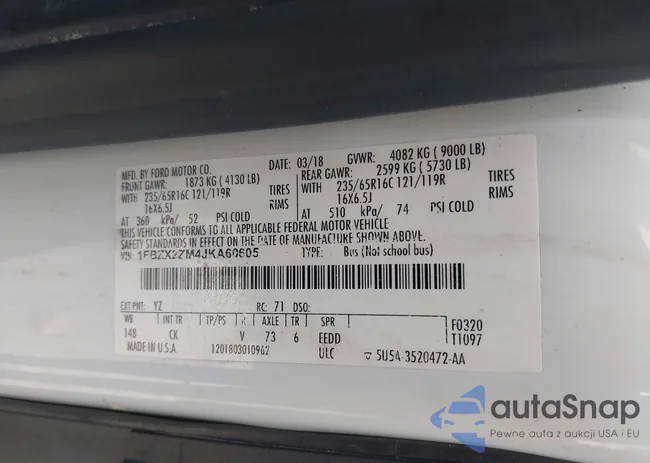 MFD. BY FORD MOTOR CO. 03/18 GVWR: 4082 KG (9000 LB)
FRONT GAWR: 1873 KG (4130 LB) REAR GAWR: 2599 KG (5730 LB)
WITH 235/65R16C 121/119R TIRES WITH 235/65R16C 121/119R TIRES
16X6.5J RIMS 16X6.5J RIMS
AT 360 kPa/ 52 PSI COLD AT 510 kPa/ 74 PSI COLD
THIS VEHICLE CONFORMS TO ALL APPLICABLE FEDERAL MOTOR VEHICLE
SAFETY STANDARDS IN EFFECT ON THE DATE OF MANUFACTURE SHOWN ABOVE.
VIN: 1FBZX2ZM4JKA60605 TYPE: Bus (Not school bus)
EXT PNT: YZ RC: 71 DSO:
WB INT TR TP/PS R AXLE TR SPR F0320
148 CK V 73 6 EEDD T1097
MADE IN U.S.A. 1201803010962 ULC 5U5A-3520472-AA
autaSnap
Pewne auta z aukcji USA i EU